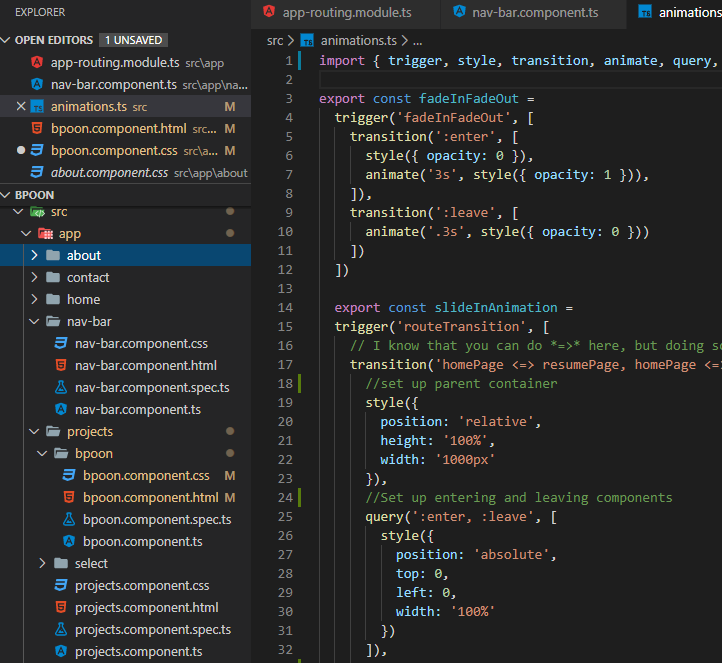 EXPLORER
OPEN EDITORS 1 UNSAVED
app-routing.module.ts src\app
nav-bar.component.ts src\app\na...
animations.ts src M
bpoon.component.html src... M
bpoon.component.css src\a... M
about.component.css src\app\about
BPOON
src
app
about
contact
home
nav-bar
nav-bar.component.css
nav-bar.component.html
nav-bar.component.spec.ts
nav-bar.component.ts
projects
bpoon
bpoon.component.css M
bpoon.component.html M
bpoon.component.spec.ts
bpoon.component.ts
select
projects.component.css
projects.component.html
projects.component.spec.ts
projects.component.ts
app-routing.module.ts nav-bar.component.ts TS animations
src > TS animations.ts > ...
1 import { trigger, style, transition, animate, query,
2
3 export const fadeInFadeOut =
4 trigger('fadeInFadeOut', [
5 transition(':enter', [
6 style({ opacity: 0 }),
7 animate('3s', style({ opacity: 1 })),
8 ]),
9 transition(':leave', [
10 animate('.3s', style({ opacity: 0 }))
11 ])
12 ])
13
14 export const slideInAnimation =
15 trigger('routeTransition', [
16 // I know that you can do *=>* here, but doing so
17 transition('homePage <=> resumePage, homePage <=>
18 //set up parent container
19 style({
20 position: 'relative',
21 height: '100%',
22 width: '1000px'
23 }),
24 //Set up entering and leaving components
25 query(':enter, :leave', [
26 style({
27 position: 'absolute',
28 top: 0,
29 left: 0,
30 width: '100%'
31 })
32 ]),